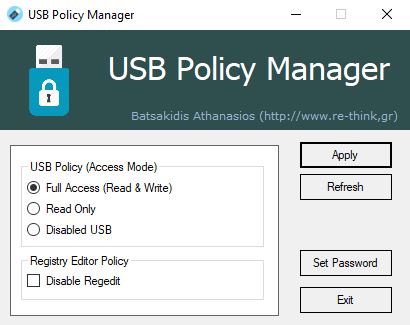 USB Policy Manager
USB Policy Manager
Batsakidis Athanasios (http://www.re-think,gr)
USB Policy (Access Mode)
Full Access (Read & Write)
Read Only
Disabled USB
Registry Editor Policy
Disable Regedit
Apply
Refresh
Set Password
Exit